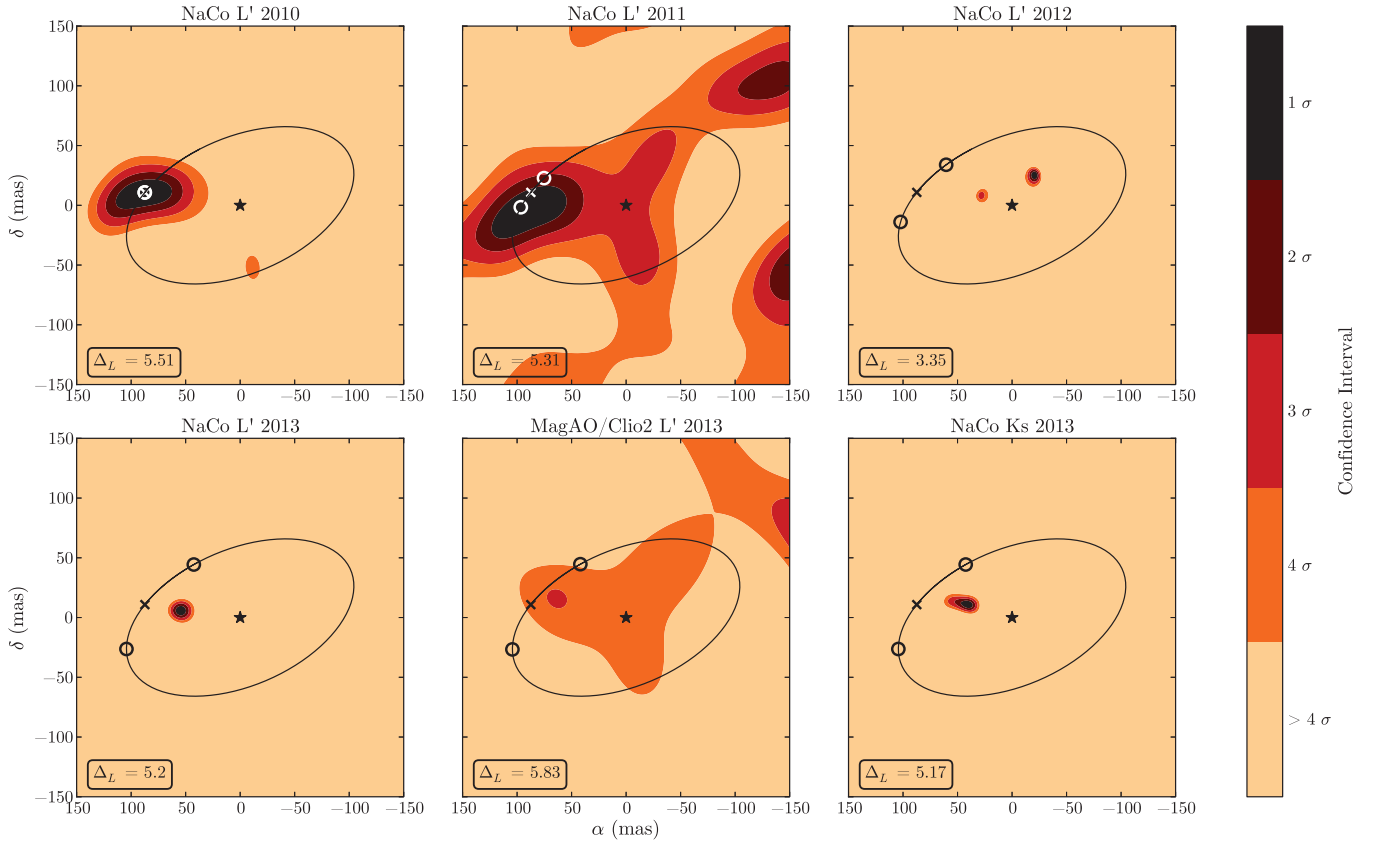 NaCo L' 2010
NaCo L' 2011
NaCo L' 2012
150
100
50
0
−50
−100
−150
δ (mas)
Δ_L = 5.51
Δ_L = 5.31
Δ_L = 3.35
150 100 50 0 −50 −100 −150
150 100 50 0 −50 −100 −150
150 100 50 0 −50 −100 −150
NaCo L' 2013
MagAO/Clio2 L' 2013
NaCo Ks 2013
150
100
50
0
−50
−100
−150
δ (mas)
Δ_L = 5.2
Δ_L = 5.83
Δ_L = 5.17
150 100 50 0 −50 −100 −150
150 100 50 0 −50 −100 −150
150 100 50 0 −50 −100 −150
α (mas)
1 σ
2 σ
3 σ
4 σ
> 4 σ
Confidence Interval